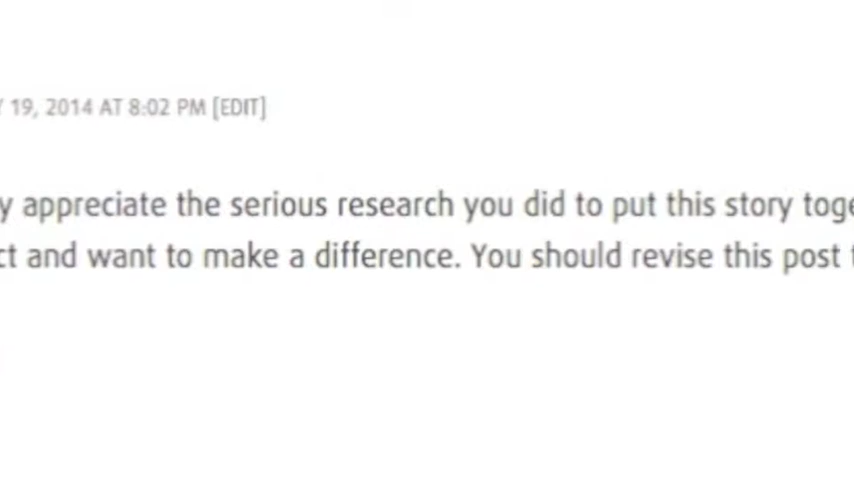 19, 2014 AT 8:02 PM [EDIT]
appreciate the serious research you did to put this story
and want to make a difference. You should revise this post